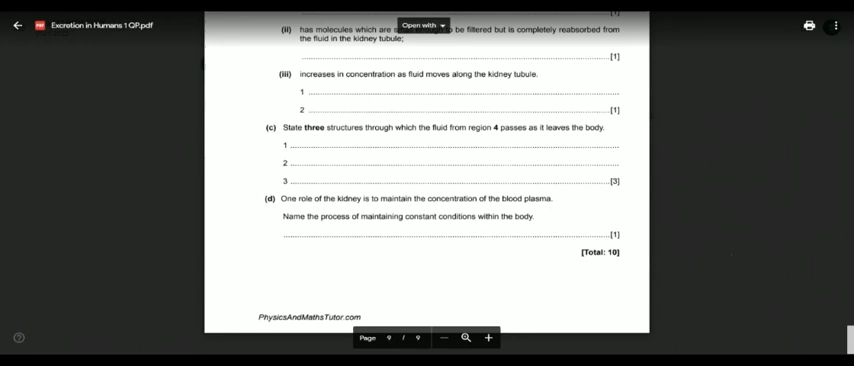 Excretion in Humans 1 QP.pdf
Open with
[1]
(ii) has molecules which are small enough to be filtered but is completely reabsorbed from
the fluid in the kidney tubule;
[1]
(iii) increases in concentration as fluid moves along the kidney tubule.
1
2 [1]
(c) State three structures through which the fluid from region 4 passes as it leaves the body.
1
2
3 [3]
(d) One role of the kidney is to maintain the concentration of the blood plasma.
Name the process of maintaining constant conditions within the body.
[1]
[Total: 10]
PhysicsAndMathsTutor.com
Page 9 / 9